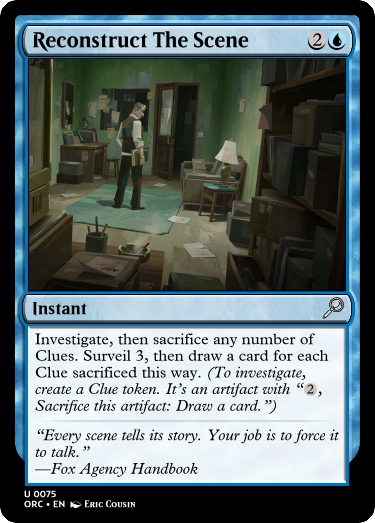 Reconstruct The Scene 2
Instant
Investigate, then sacrifice any number of
Clues. Surveil 3, then draw a card for each
Clue sacrificed this way. (To investigate,
create a Clue token. It's an artifact with “2,
Sacrifice this artifact: Draw a card.”)
“Every scene tells its story. Your job is to force it
to talk.”
—Fox Agency Handbook
U 0075
ORC • EN Eric Cousin